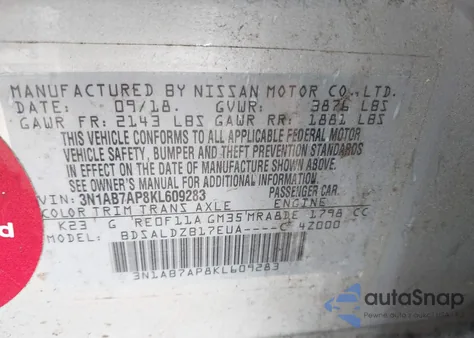 MANUFACTURED BY NISSAN MOTOR CO.,LTD.
DATE: 09/18. GVWR: 3876 LBS
GAWR FR: 2143 LBS GAWR RR: 1881 LBS
THIS VEHICLE CONFORMS TO ALL APPLICABLE FEDERAL MOTOR
VEHICLE SAFETY, BUMPER AND THEFT PREVENTION STANDARDS
IN EFFECT ON THE DATE OF MANUFACTURE SHOWN ABOVE.
SEE OWNER'S MANUAL FOR ADDITIONAL INFORMATION
VIN: 3N1AB7AP8KL609283 PASSENGER CAR.
COLOR TRIM TRANS AXLE ENGINE
K23 G RE0F11A GM35 MRA8DE 1798 CC
MODEL: BDSALDZB17EUA----C 4Z000
3N1AB7AP8KL609283
autoSnap